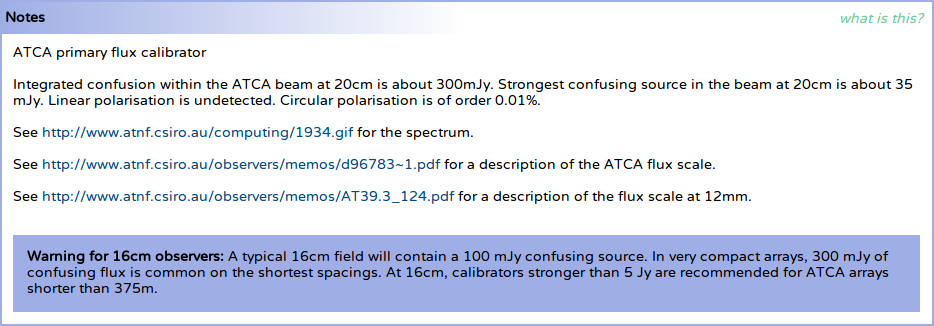 Notes
what is this?
ATCA primary flux calibrator
Integrated confusion within the ATCA beam at 20cm is about 300mJy. Strongest confusing source in the beam at 20cm is about 35
mJy. Linear polarisation is undetected. Circular polarisation is of order 0.01%.
See http://www.atnf.csiro.au/computing/1934.gif for the spectrum.
See http://www.atnf.csiro.au/observers/memos/d96783~1.pdf for a description of the ATCA flux scale.
See http://www.atnf.csiro.au/observers/memos/AT39.3_124.pdf for a description of the flux scale at 12mm.
Warning for 16cm observers: A typical 16cm field will contain a 100 mJy confusing source. In very compact arrays, 300 mJy of
confusing flux is common on the shortest spacings. At 16cm, calibrators stronger than 5 Jy are recommended for ATCA arrays
shorter than 375m.